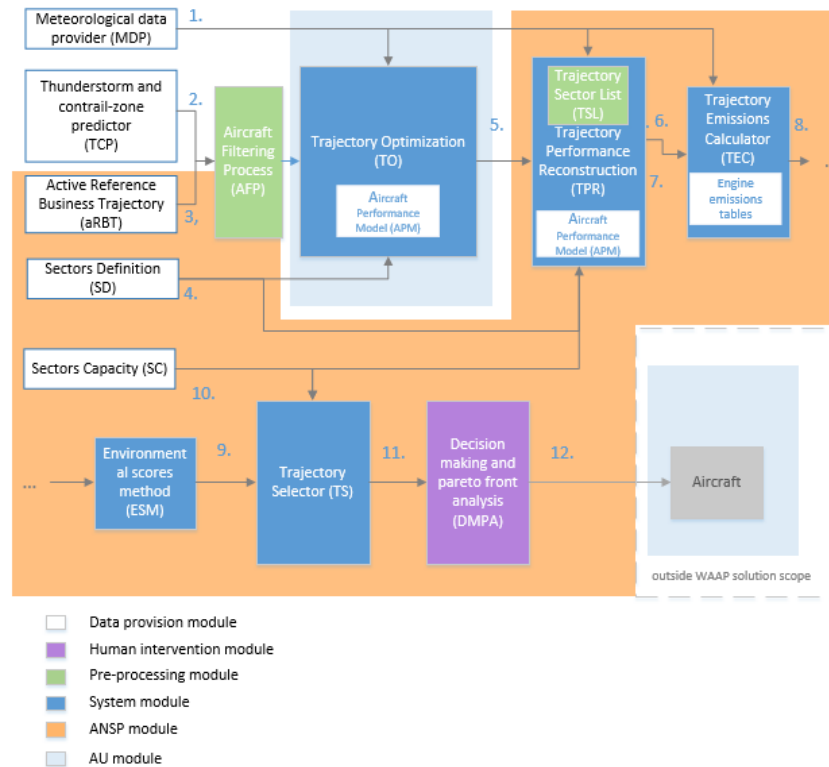 Meteorological data
provider (MDP)
1.
Thunderstorm and
contrail-zone
predictor
(TCP)
2.
Active Reference
Business Trajectory
(aRBT)
3,
Sectors Definition
(SD)
4.
Aircraft
Filtering
Process
(AFP)
Trajectory Optimization
(TO)
Aircraft
Performance
Model (APM)
5.
Trajectory
Sector List
(TSL)
Trajectory
Performance
Reconstruction
(TPR)
Aircraft
Performance
Model (APM)
. 6.
7.
Trajectory
Emissions
Calculator
(TEC)
Engine
emissions
tables
8.
...
Sectors Capacity (SC)
10.
...
Environment
al scores
method
(ESM)
9.
Trajectory
Selector (TS)
11.
Decision
making and
pareto front
analysis
(DMPA)
12.
Aircraft
outside WAAP solution scope
Data provision module
Human intervention module
Pre-processing module
System module
ANSP module
AU module